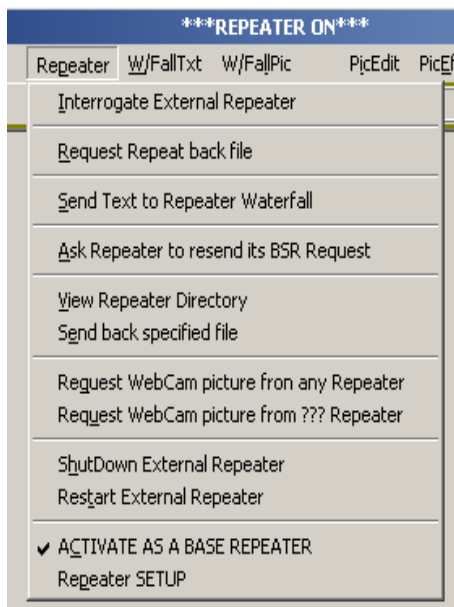 ***REPEATER ON***
Repeater W/FallTxt W/FallPic PicEdit PicEf
Interrogate External Repeater
Request Repeat back file
Send Text to Repeater Waterfall
Ask Repeater to resend its BSR Request
View Repeater Directory
Send back specified file
Reguest WebCam picture fron any Repeater
Request WebCam picture from ??? Repeater
ShutDown External Repeater
Restart External Repeater
ACTIVATE AS A BASE REPEATER
Repeater SETUP